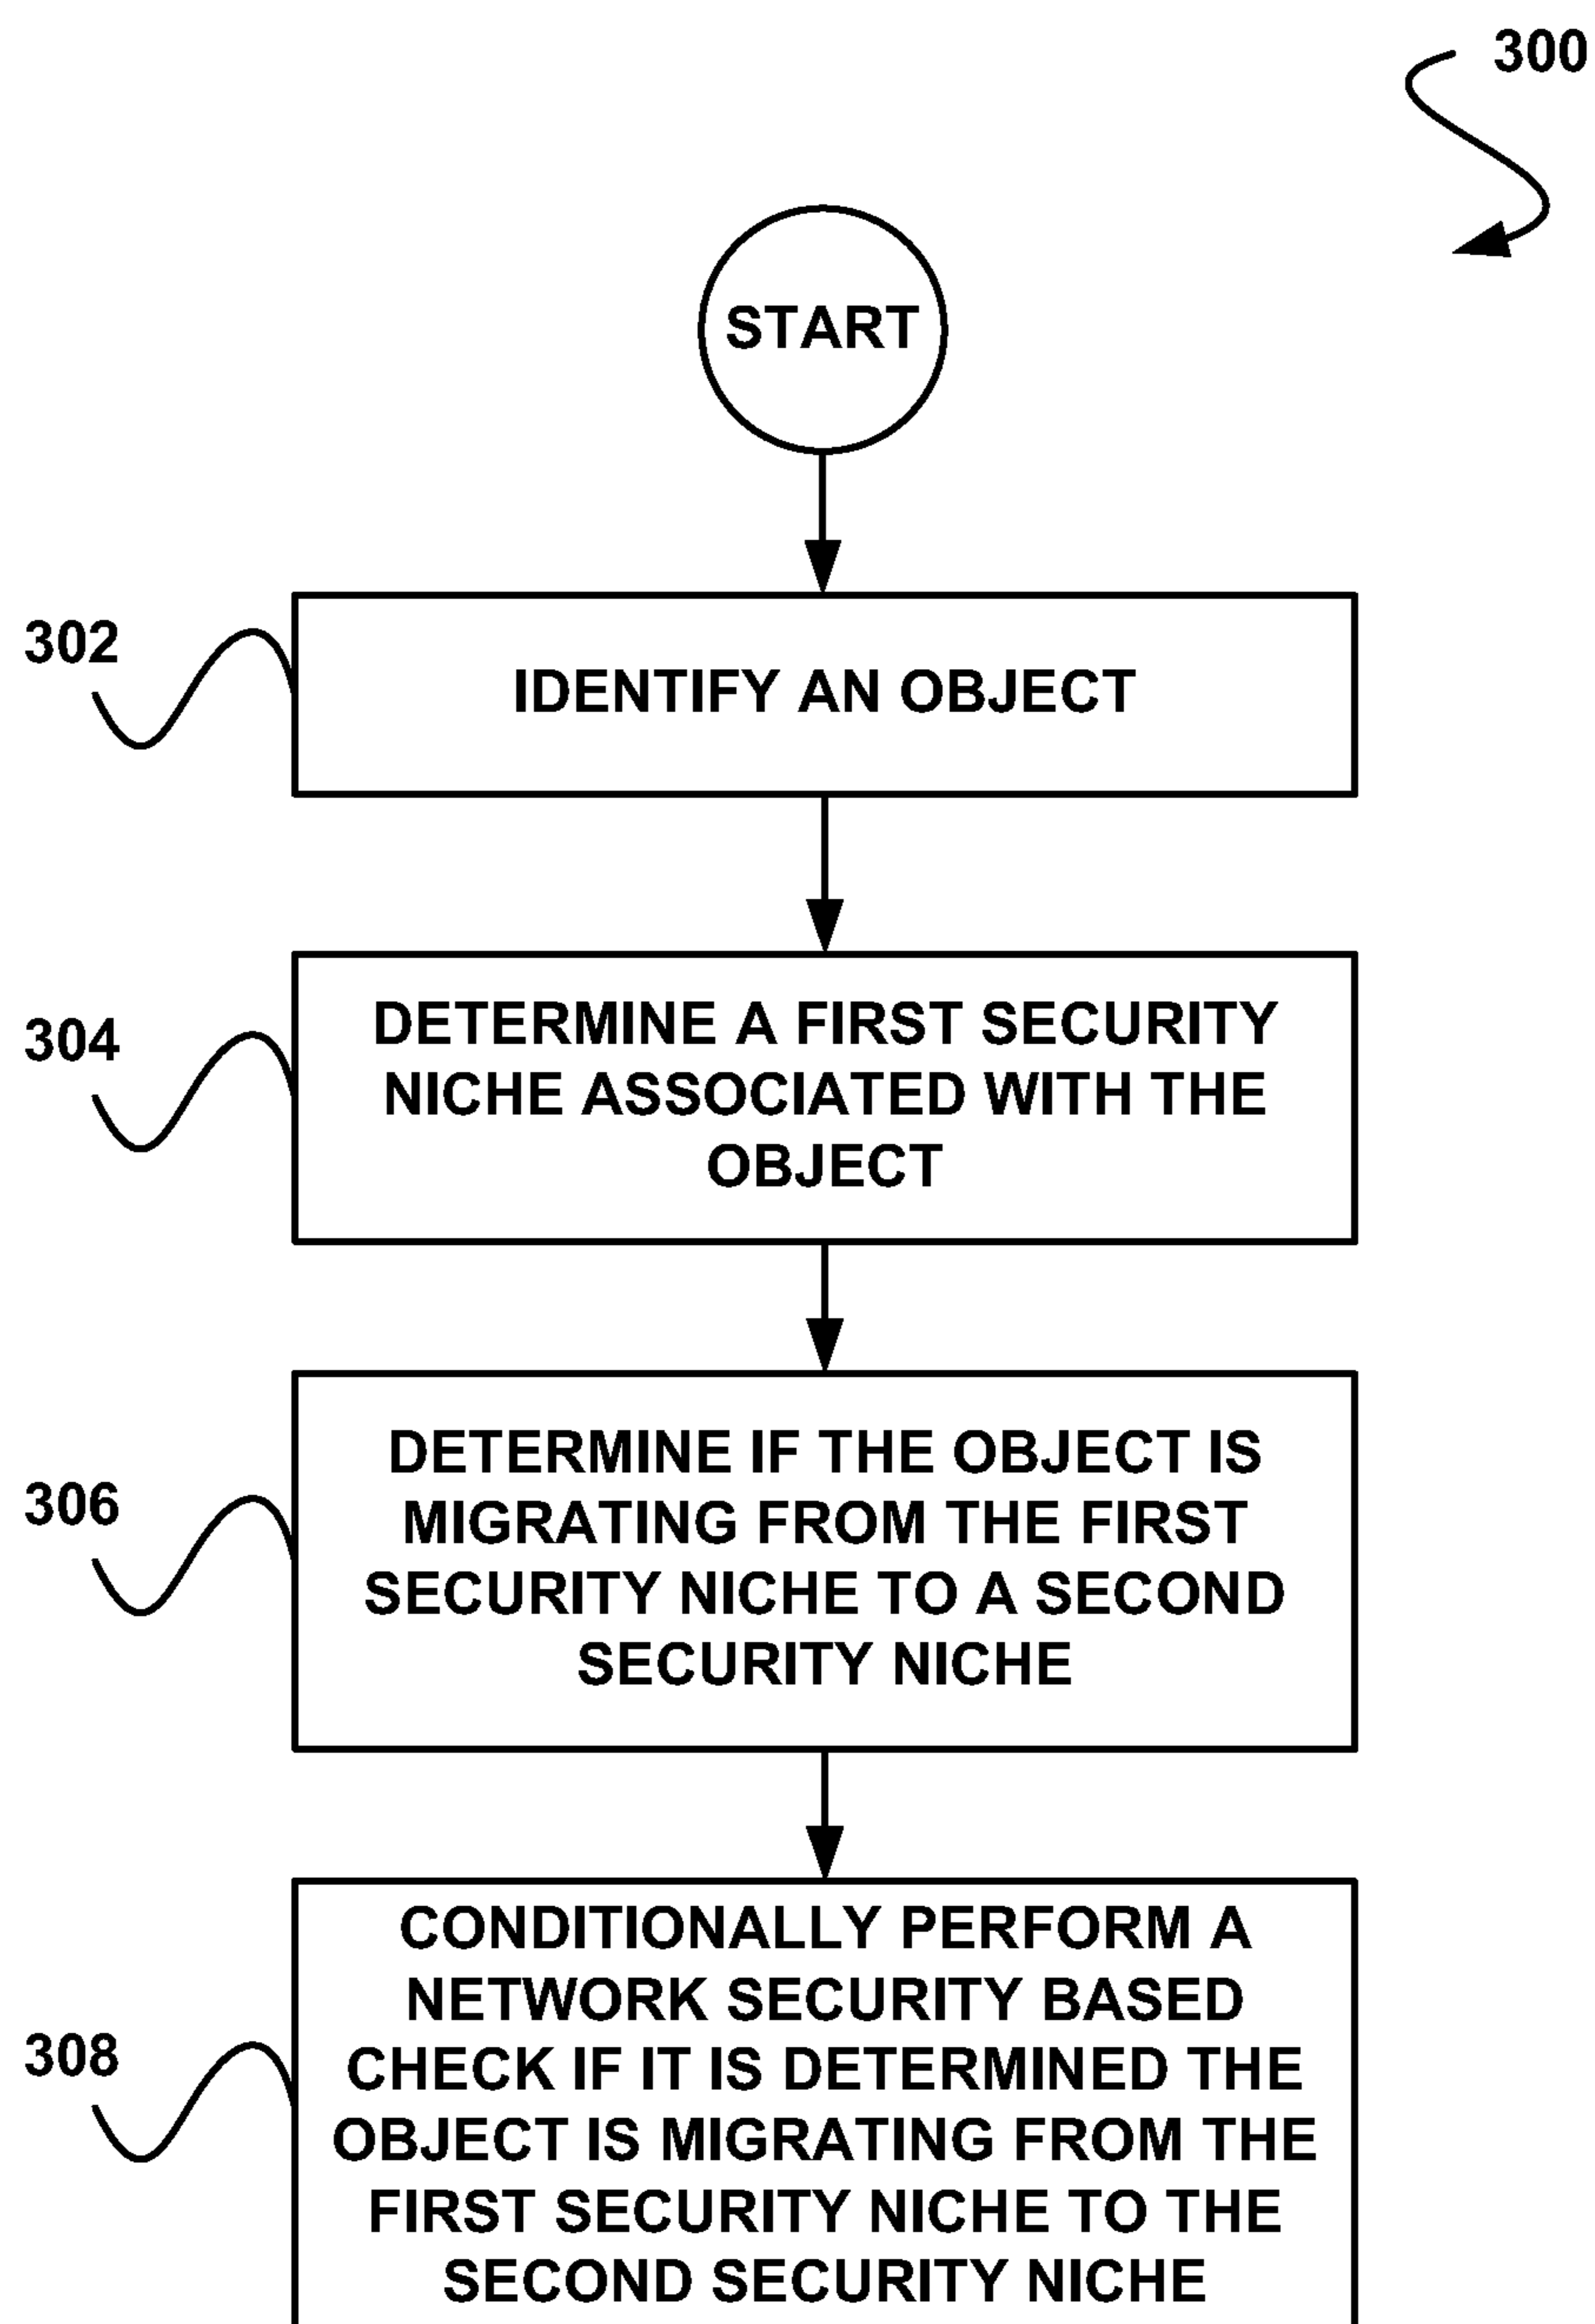 300
START
302
IDENTIFY AN OBJECT
304
DETERMINE A FIRST SECURITY
NICHE ASSOCIATED WITH THE
OBJECT
306
DETERMINE IF THE OBJECT IS
MIGRATING FROM THE FIRST
SECURITY NICHE TO A SECOND
SECURITY NICHE
308
CONDITIONALLY PERFORM A
NETWORK SECURITY BASED
CHECK IF IT IS DETERMINED THE
OBJECT IS MIGRATING FROM THE
FIRST SECURITY NICHE TO THE
SECOND SECURITY NICHE